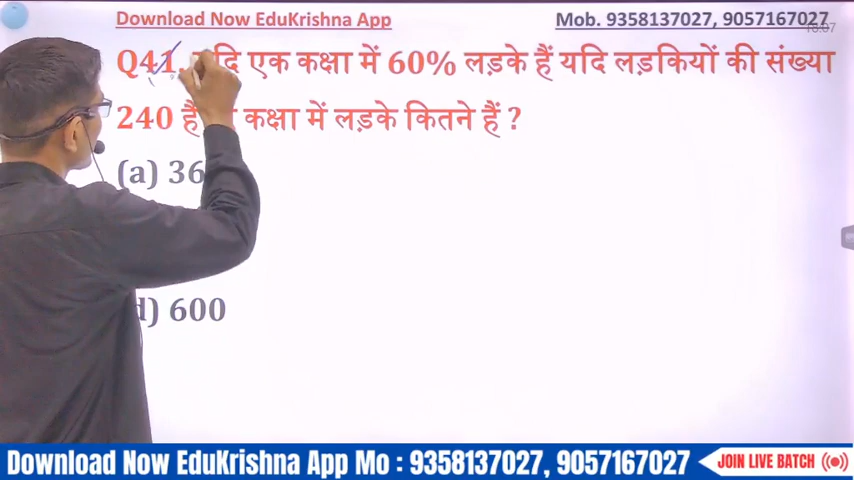 Download Now EduKrishna App
Mob. 9358137027, 9057167027
Q41. यदि एक कक्षा में 60% लड़के हैं यदि लड़कियों की संख्या
240 है कक्षा में लड़के कितने हैं ?
(a) 36
d) 600
Download Now EduKrishna App Mo : 9358137027, 9057167027
JOIN LIVE BATCH